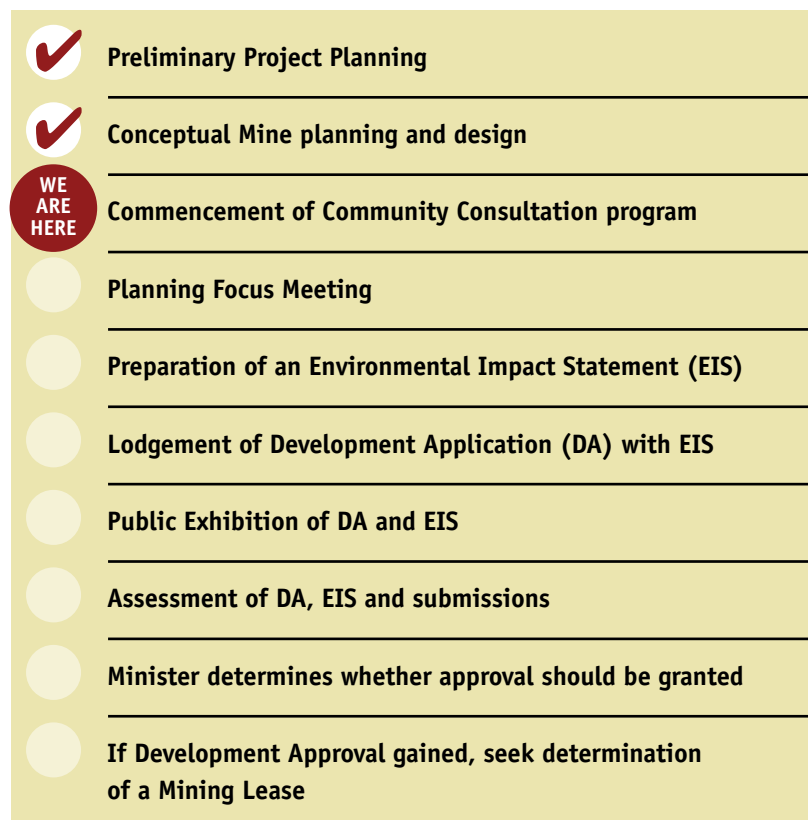 Preliminary Project Planning
Conceptual Mine planning and design
WE
ARE
HERE
Commencement of Community Consultation program
Planning Focus Meeting
Preparation of an Environmental Impact Statement (EIS)
Lodgement of Development Application (DA) with EIS
Public Exhibition of DA and EIS
Assessment of DA, EIS and submissions
Minister determines whether approval should be granted
If Development Approval gained, seek determination
of a Mining Lease